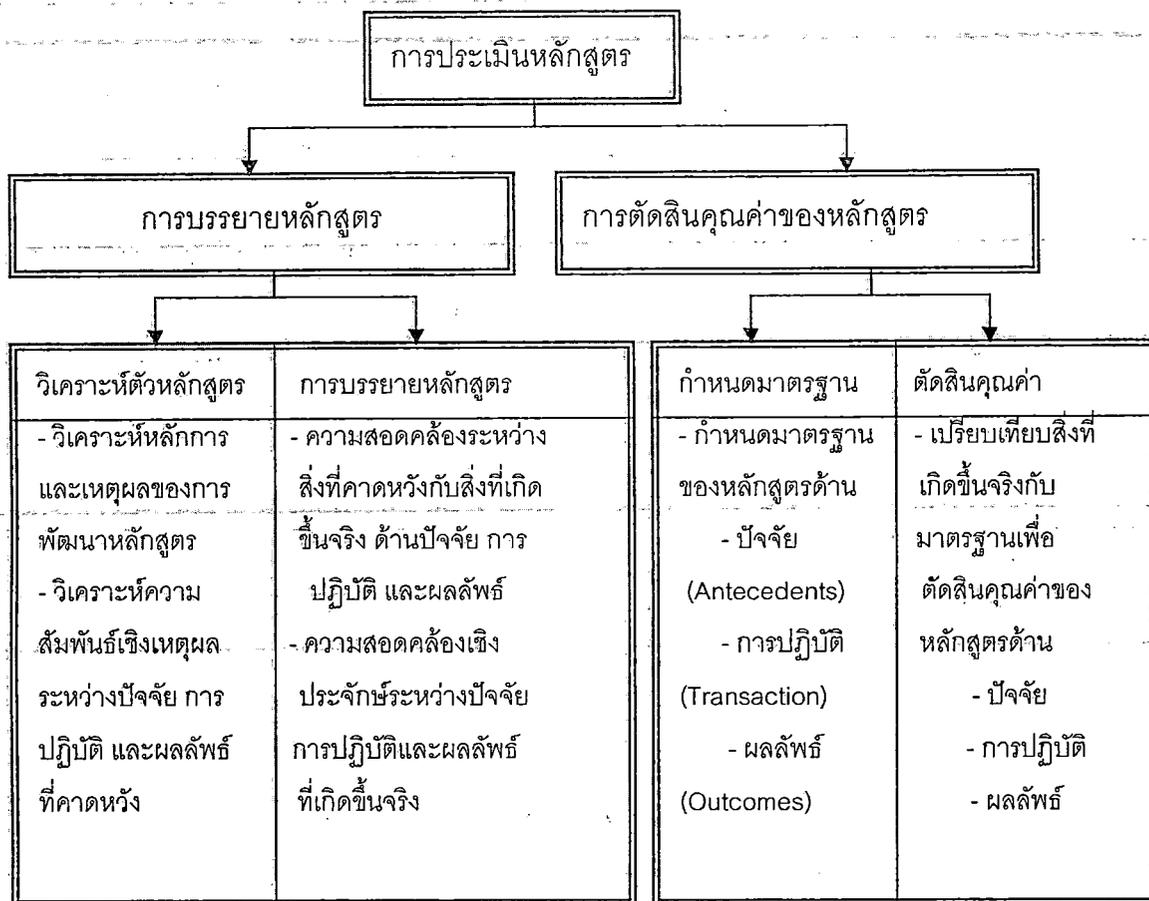 การประเมินหลักสูตร
การบรรยายหลักสูตร
การตัดสินคุณค่าของหลักสูตร
วิเคราะห์ตัวหลักสูตร
- วิเคราะห์หลักการ
และเหตุผลของการ
พัฒนาหลักสูตร
- วิเคราะห์ความ
สัมพันธ์เชิงเหตุผล
ระหว่างปัจจัย การ
ปฏิบัติ และผลลัพธ์
ที่คาดหวัง
การบรรยายหลักสูตร
- ความสอดคล้องระหว่าง
สิ่งที่คาดหวังกับสิ่งที่เกิด
ขึ้นจริง ด้านปัจจัย การ
ปฏิบัติ และผลลัพธ์
- ความสอดคล้องเชิง
ประจักษ์ระหว่างปัจจัย
การปฏิบัติและผลลัพธ์
ที่เกิดขึ้นจริง
กำหนดมาตรฐาน
- กำหนดมาตรฐาน
ของหลักสูตรด้าน
- ปัจจัย
(Antecedents)
- การปฏิบัติ
(Transaction)
- ผลลัพธ์
(Outcomes)
ตัดสินคุณค่า
- เปรียบเทียบสิ่งที่
เกิดขึ้นจริงกับ
มาตรฐานเพื่อ
ตัดสินคุณค่าของ
หลักสูตรด้าน
- ปัจจัย
- การปฏิบัติ
- ผลลัพธ์